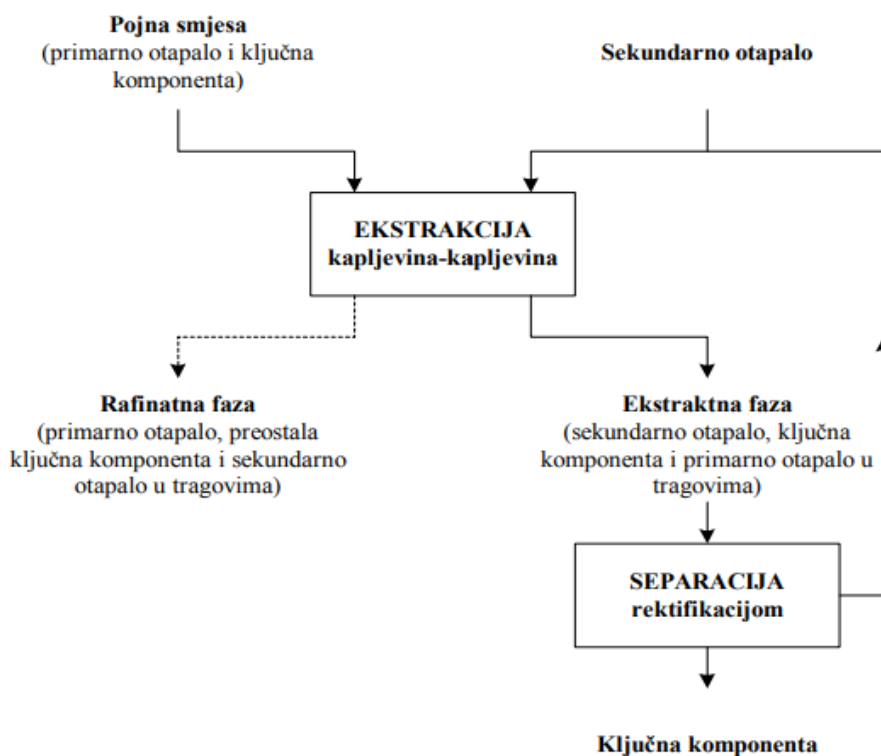 Pojna smjesa
(primarno otapalo i ključna
komponenta)
Sekundarno otapalo
EKSTRAKCIJA
kapljevina-kapljevina
Rafinatna faza
(primarno otapalo, preostala
ključna komponenta i sekundarno
otapalo u tragovima)
Ekstraktna faza
(sekundarno otapalo, ključna
komponenta i primarno otapalo u
tragovima)
SEPARACIJA
rektifikacijom
Ključna komponenta